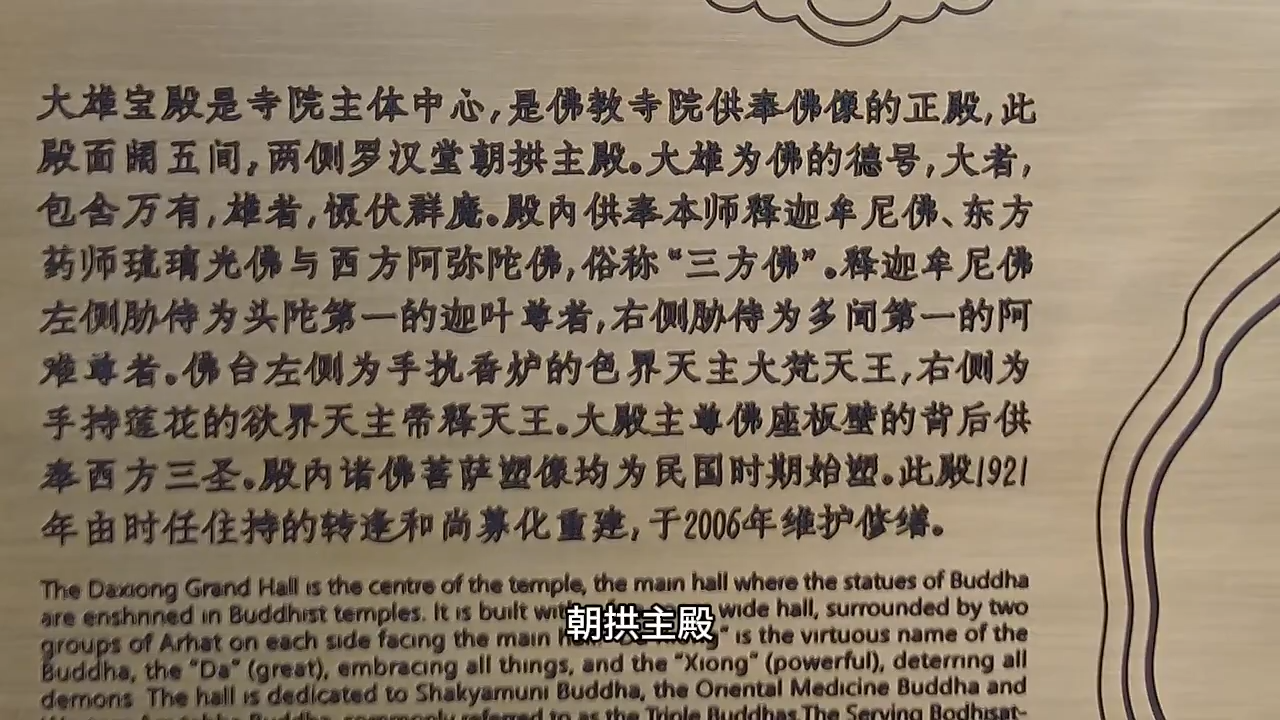 大雄宝殿是寺院主体中心,是佛教寺院供奉佛像的正殿,此
殿面阔五间,两侧罗汉堂朝拱主殿。大雄为佛的德号,大者,
包含万有,雄者,慑伏群魔。殿内供奉本师释迦牟尼佛、东方
药师琉璃光佛与西方阿弥陀佛,俗称“三方佛”。释迦牟尼佛
左侧胁侍为头陀第一的迦叶尊者,右侧胁侍为多闻第一的阿
难尊者。佛台左侧为手执香炉的色界天主大梵天王,右侧为
手持莲花的欲界天主帝释天王。大殿主尊佛座板壁的背后供
奉西方三圣。殿内诸佛菩萨塑像均为民国时期始塑。此殿1921
年由时任住持的转逢和尚募化重建,于2006年维护修缮。
The Daxiong Grand Hall is the centre of the temple, the main hall where the statues of Buddha
are enshrined in Buddhist temples. It is built wide hall, surrounded by two
groups of Arhat on each side facing the main " is the virtuous name of the
Buddha, the “Da” (great), embracing all things, and the “Xiong” (powerful), deterring all
demons The hall is dedicated to Shakyamuni Buddha, the Oriental Medicine Buddha and
Buddha, commonly referred to as the Triple Buddhas.The Serving Bodhisat-
朝拱主殿